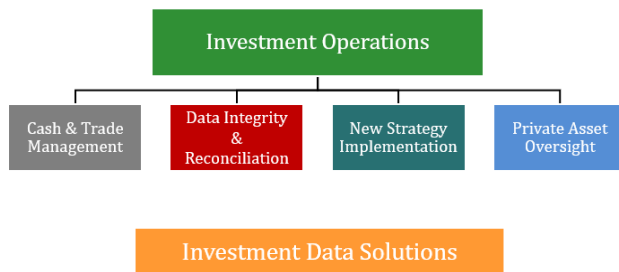 Investment Operations
Cash & Trade
Management
Data Integrity
&
Reconciliation
New Strategy
Implementation
Private Asset
Oversight
Investment Data Solutions